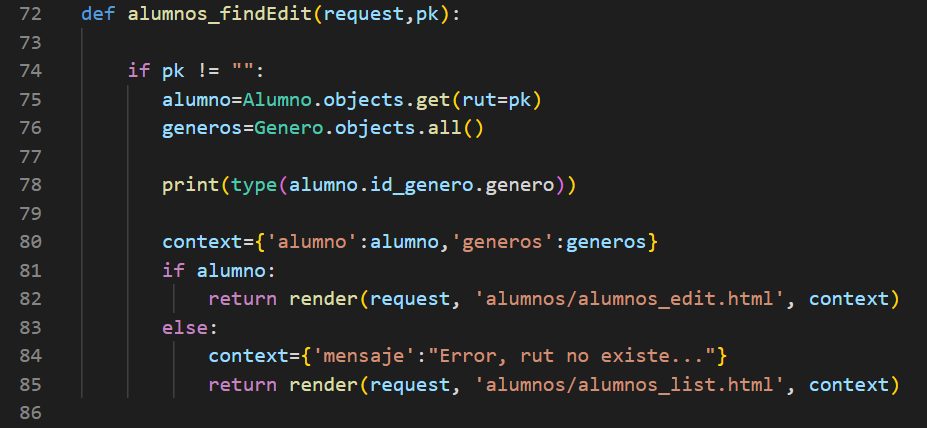 72 def alumnos_findEdit(request,pk):
73
74     if pk != "":
75        alumno=Alumno.objects.get(rut=pk)
76        generos=Genero.objects.all()
77
78        print(type(alumno.id_genero.genero))
79
80        context={'alumno':alumno,'generos':generos}
81        if alumno:
82            return render(request, 'alumnos/alumnos_edit.html', context)
83        else:
84            context={'mensaje':"Error, rut no existe..."}
85            return render(request, 'alumnos/alumnos_list.html', context)
86